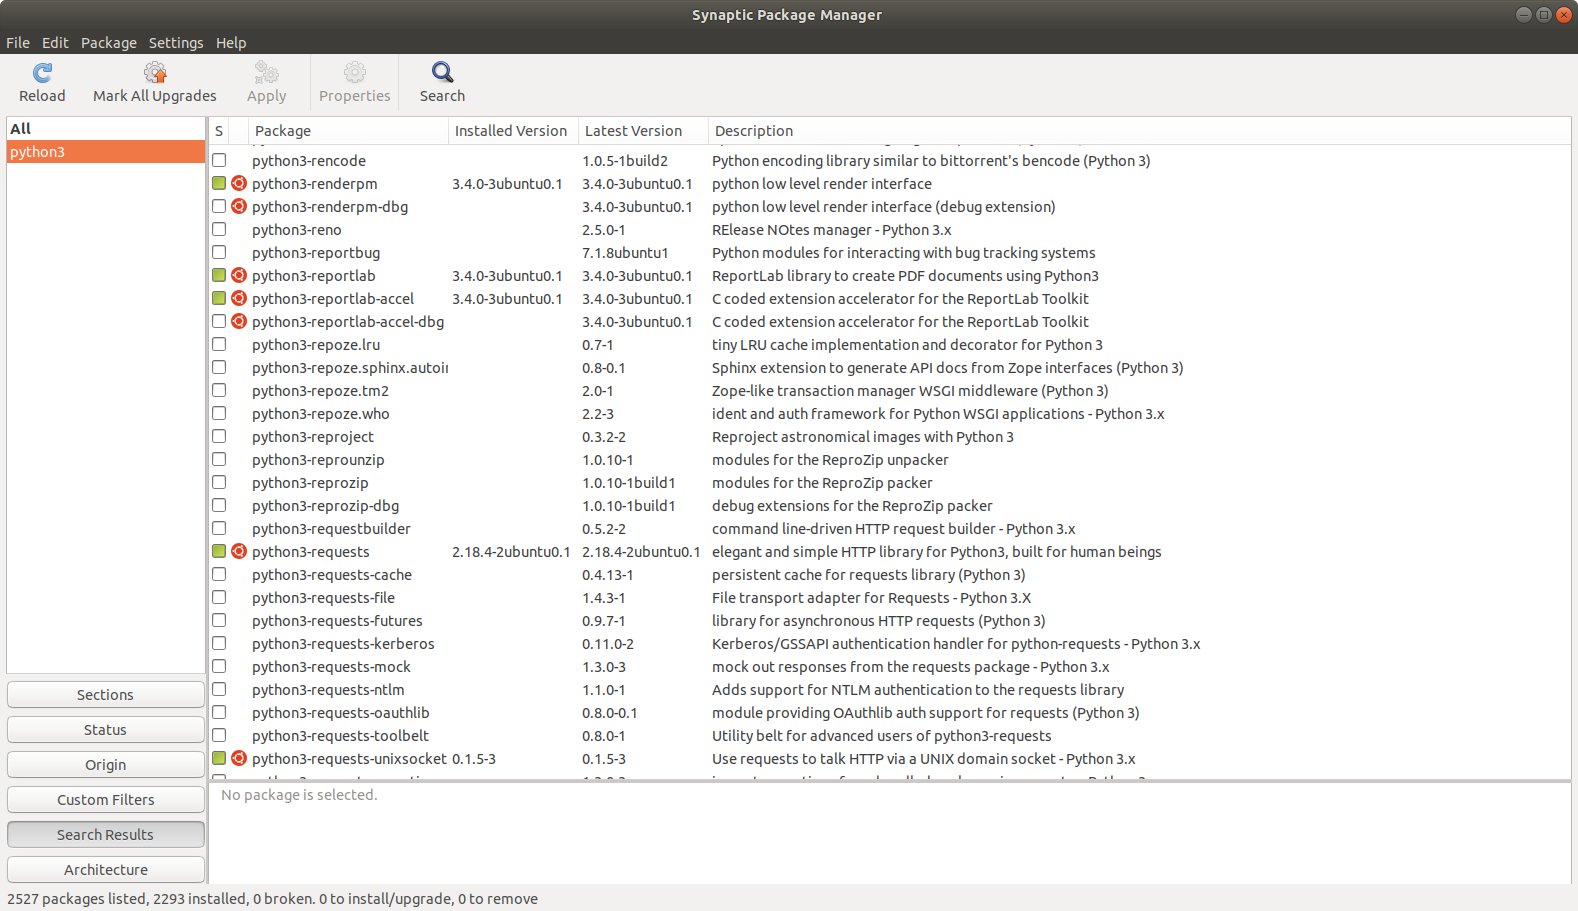 Synaptic Package Manager
File Edit Package Settings Help
Reload Mark All Upgrades Apply Properties Search
All
python3
S Package Installed Version Latest Version Description
python3-rencode 1.0.5-1build2 Python encoding library similar to bittorrent's bencode (Python 3)
python3-renderpm 3.4.0-3ubuntu0.1 3.4.0-3ubuntu0.1 python low level render interface
python3-renderpm-dbg 3.4.0-3ubuntu0.1 python low level render interface (debug extension)
python3-reno 2.5.0-1 RElease NOtes manager - Python 3.x
python3-reportbug 7.1.8ubuntu1 Python modules for interacting with bug tracking systems
python3-reportlab 3.4.0-3ubuntu0.1 3.4.0-3ubuntu0.1 ReportLab library to create PDF documents using Python3
python3-reportlab-accel 3.4.0-3ubuntu0.1 3.4.0-3ubuntu0.1 C coded extension accelerator for the ReportLab Toolkit
python3-reportlab-accel-dbg 3.4.0-3ubuntu0.1 C coded extension accelerator for the ReportLab Toolkit
python3-repoze.lru 0.7-1 tiny LRU cache implementation and decorator for Python 3
python3-repoze.sphinx.autoi 0.8-0.1 Sphinx extension to generate API docs from Zope interfaces (Python 3)
python3-repoze.tm2 2.0-1 Zope-like transaction manager WSGI middleware (Python 3)
python3-repoze.who 2.2-3 ident and auth framework for Python WSGI applications - Python 3.x
python3-reproject 0.3.2-2 Reproject astronomical images with Python 3
python3-reprounzip 1.0.10-1 modules for the ReproZip unpacker
python3-reprozip 1.0.10-1build1 modules for the ReproZip packer
python3-reprozip-dbg 1.0.10-1build1 debug extensions for the ReproZip packer
python3-requestbuilder 0.5.2-2 command line-driven HTTP request builder - Python 3.x
python3-requests 2.18.4-2ubuntu0.1 2.18.4-2ubuntu0.1 elegant and simple HTTP library for Python3, built for human beings
python3-requests-cache 0.4.13-1 persistent cache for requests library (Python 3)
python3-requests-file 1.4.3-1 File transport adapter for Requests - Python 3.X
python3-requests-futures 0.9.7-1 library for asynchronous HTTP requests (Python 3)
python3-requests-kerberos 0.11.0-2 Kerberos/GSSAPI authentication handler for python-requests - Python 3.x
python3-requests-mock 1.3.0-3 mock out responses from the requests package - Python 3.x
python3-requests-ntlm 1.1.0-1 Adds support for NTLM authentication to the requests library
python3-requests-oauthlib 0.8.0-0.1 module providing OAuthlib auth support for requests (Python 3)
python3-requests-toolbelt 0.8.0-1 Utility belt for advanced users of python3-requests
python3-requests-unixsocket 0.1.5-3 0.1.5-3 Use requests to talk HTTP via a UNIX domain socket - Python 3.x
Sections
Status
Origin
Custom Filters
Search Results
Architecture
No package is selected.
2527 packages listed, 2293 installed, 0 broken. 0 to install/upgrade, 0 to remove